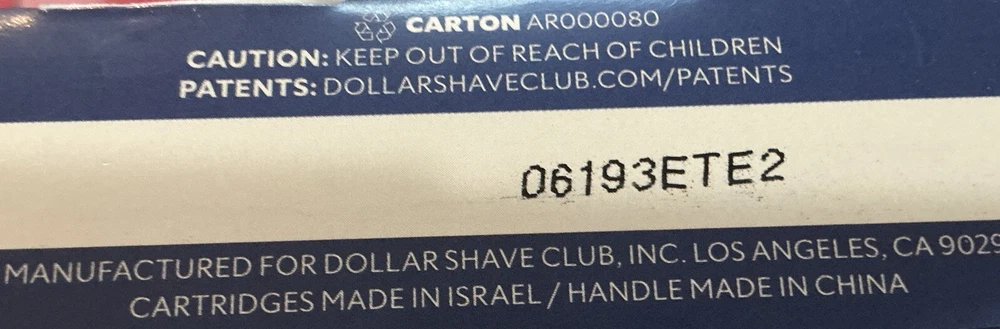 CARTON AR000080
CAUTION: KEEP OUT OF REACH OF CHILDREN
PATENTS: DOLLARSHAVECLUB.COM/PATENTS
06193ETE2
MANUFACTURED FOR DOLLAR SHAVE CLUB, INC. LOS ANGELES, CA
CARTRIDGES MADE IN ISRAEL / HANDLE MADE IN CHINA